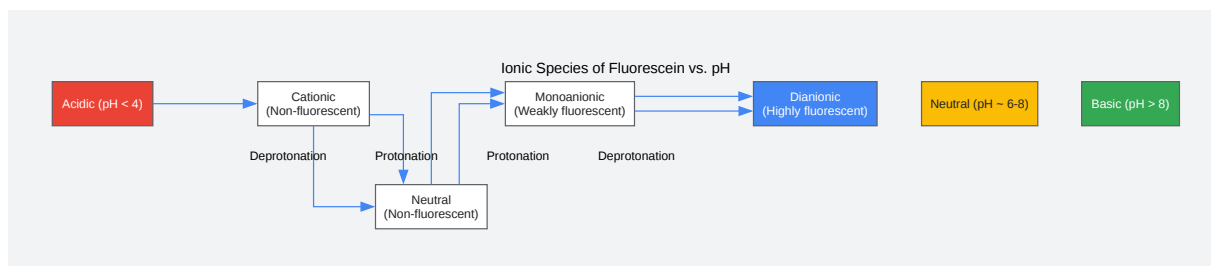 Ionic Species of Fluorescein vs. pH
Acidic (pH < 4)
Cationic
(Non-fluorescent)
Monoanionic
(Weakly fluorescent)
Dianionic
(Highly fluorescent)
Neutral (pH ~ 6-8)
Basic (pH > 8)
Deprotonation
Protonation
Protonation
Deprotonation
Neutral
(Non-fluorescent)